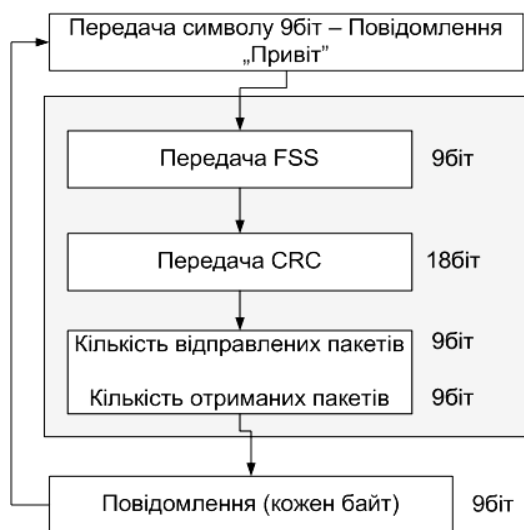 Передача символу 9біт – Повідомлення
„Привіт”
Передача FSS 9біт
Передача CRC 18біт
Кількість відправлених пакетів 9біт
Кількість отриманих пакетів 9біт
Повідомлення (кожен байт) 9біт